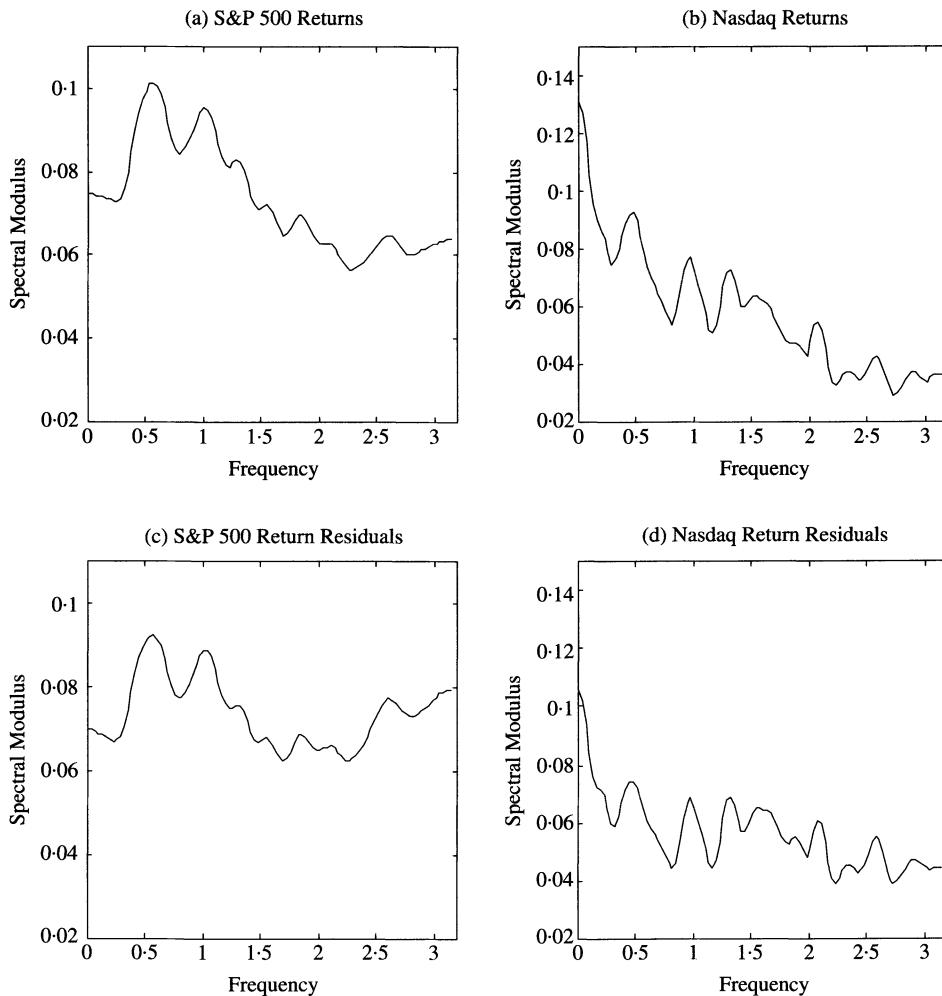 (a) S&P 500 Returns
0·1
0·08
0·06
0·04
0·02
0 0·5 1 1·5 2 2·5 3
Spectral Modulus
Frequency
(b) Nasdaq Returns
0·14
0·12
0·1
0·08
0·06
0·04
0·02
0 0·5 1 1·5 2 2·5 3
Spectral Modulus
Frequency
(c) S&P 500 Return Residuals
0·1
0·08
0·06
0·04
0·02
0 0·5 1 1·5 2 2·5 3
Spectral Modulus
Frequency
(d) Nasdaq Return Residuals
0·14
0·12
0·1
0·08
0·06
0·04
0·02
0 0·5 1 1·5 2 2·5 3
Spectral Modulus
Frequency